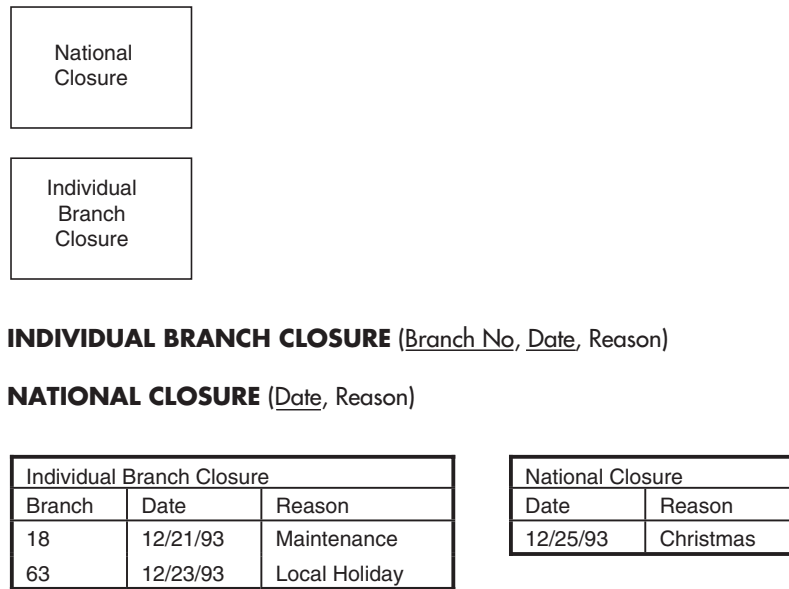 National
Closure
Individual
Branch
Closure
INDIVIDUAL BRANCH CLOSURE (Branch No, Date, Reason)
NATIONAL CLOSURE (Date, Reason)
Individual Branch Closure
Branch Date Reason
18 12/21/93 Maintenance
63 12/23/93 Local Holiday
National Closure
Date Reason
12/25/93 Christmas